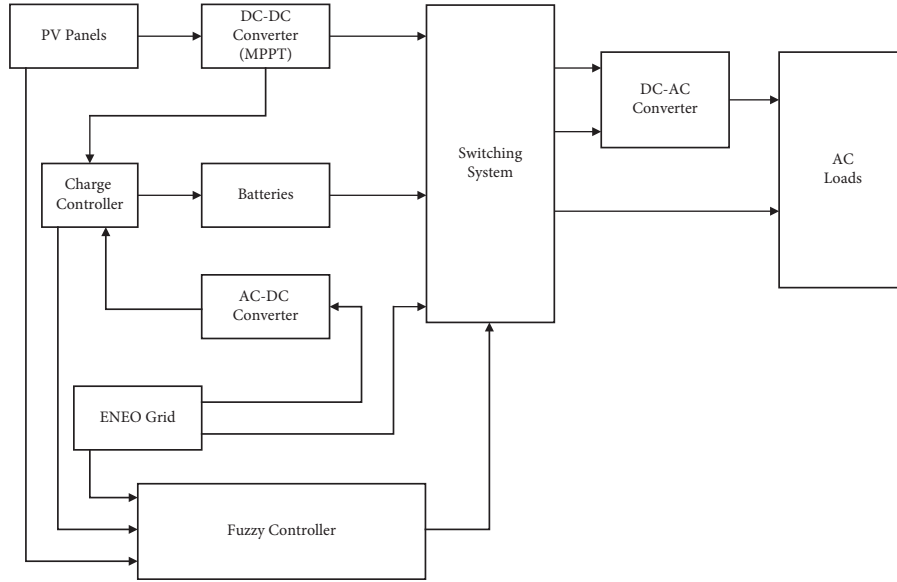 PV Panels
DC-DC
Converter
(MPPT)
DC-AC
Converter
AC
Loads
Switching
System
Charge
Controller
Batteries
AC-DC
Converter
ENEO Grid
Fuzzy Controller